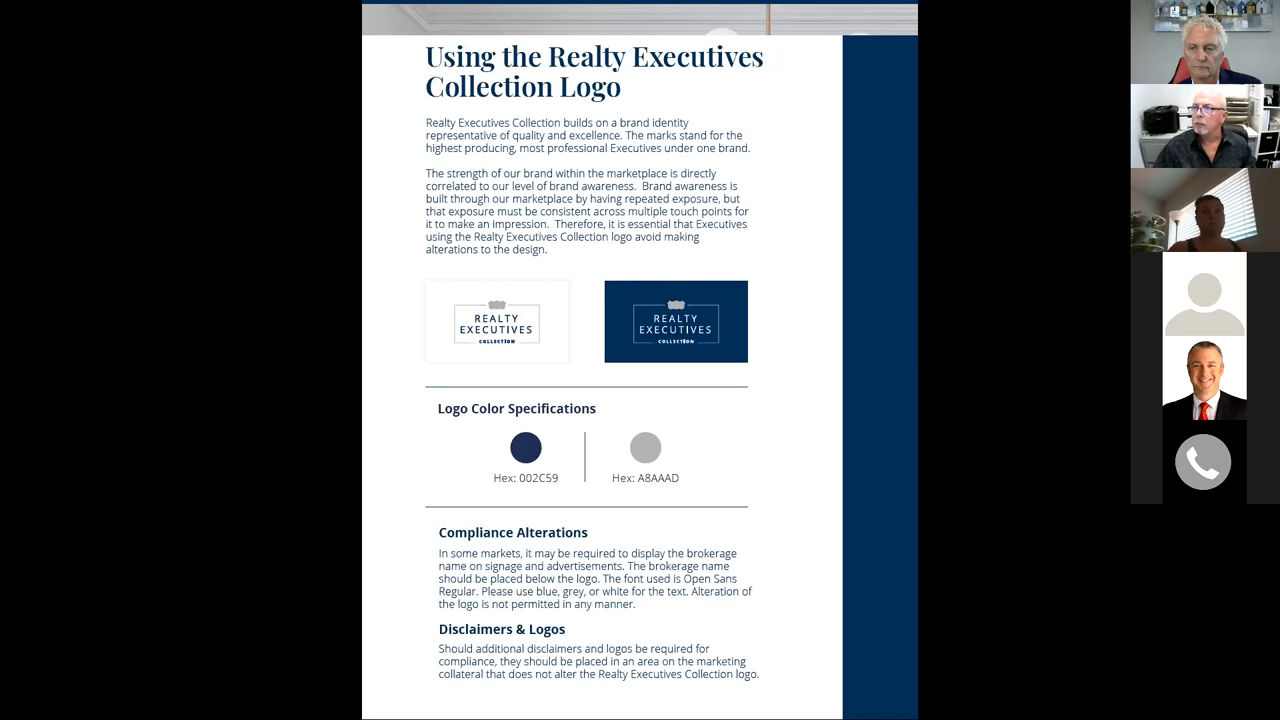 Using the Realty Executives
Collection Logo
Realty Executives Collection builds on a brand identity
representative of quality and excellence. The marks stand for the
highest producing, most professional Executives under one brand.
The strength of our brand within the marketplace is directly
correlated to our level of brand awareness. Brand awareness is
built through our marketplace by having repeated exposure, but
that exposure must be consistent across multiple touch points for
it to make an impression. Therefore, it is essential that Executives
using the Realty Executives Collection logo avoid making
alterations to the design.
REALTY
EXECUTIVES
COLLECTION
REALTY
EXECUTIVES
COLLECTION
Logo Color Specifications
Hex: 002C59
Hex: A8AAAD
Compliance Alterations
In some markets, it may be required to display the brokerage
name on signage and advertisements. The brokerage name
should be placed below the logo. The font used is Open Sans
Regular. Please use blue, grey, or white for the text. Alteration of
the logo is not permitted in any manner.
Disclaimers & Logos
Should additional disclaimers and logos be required for
compliance, they should be placed in an area on the marketing
collateral that does not alter the Realty Executives Collection logo.